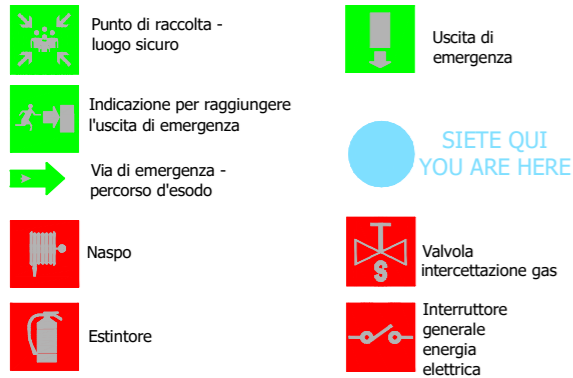 Punto di raccolta -
luogo sicuro
Indicazione per raggiungere
l'uscita di emergenza
Via di emergenza -
percorso d'esodo
Naspo
Estintore
Uscita di
emergenza
SIETE QUI
YOU ARE HERE
S
Valvola
intercettazione gas
Interruttore
generale
energia
elettrica